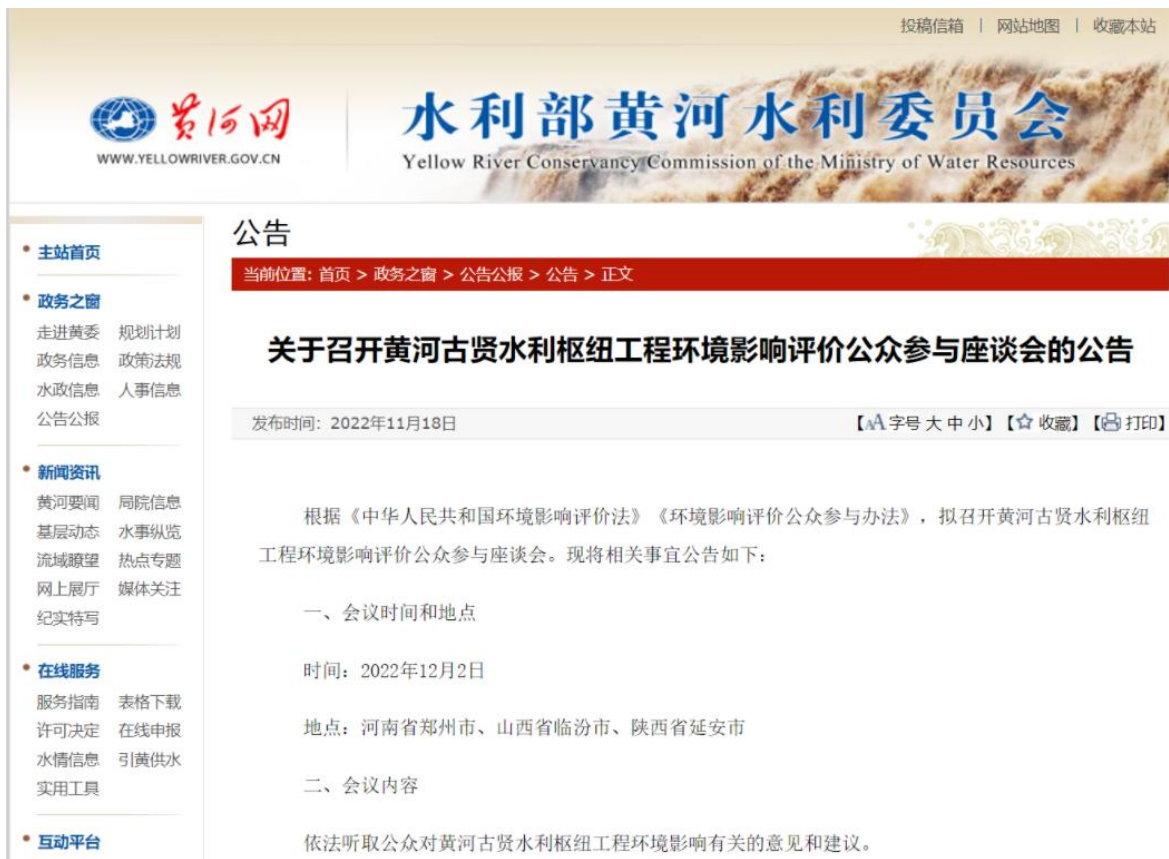 投稿信箱 | 网站地图 | 收藏本站
黄河网
WWW.YELLOWRIVER.GOV.CN
水利部黄河水利委员会
Yellow River Conservancy Commission of the Ministry of Water Resources
主站首页
政务之窗
走进黄委 规划计划
政务信息 政策法规
水政信息 人事信息
公告公报
新闻资讯
黄河要闻 局院信息
基层动态 水事纵览
流域瞭望 热点专题
网上展厅 媒体关注
纪实特写
在线服务
服务指南 表格下载
许可决定 在线申报
水情信息 引黄供水
实用工具
互动平台
公告
当前位置: 首页 > 政务之窗 > 公告公报 > 公告 > 正文
关于召开黄河古贤水利枢纽工程环境影响评价公众参与座谈会的公告
发布时间: 2022年11月18日 【AA 字号 大 中 小】【收藏】【打印】
根据《中华人民共和国环境影响评价法》《环境影响评价公众参与办法》，拟召开黄河古贤水利枢纽
工程环境影响评价公众参与座谈会。现将相关事宜公告如下：
一、会议时间和地点
时间：2022年12月2日
地点：河南省郑州市、山西省临汾市、陕西省延安市
二、会议内容
依法听取公众对黄河古贤水利枢纽工程环境影响有关的意见和建议。